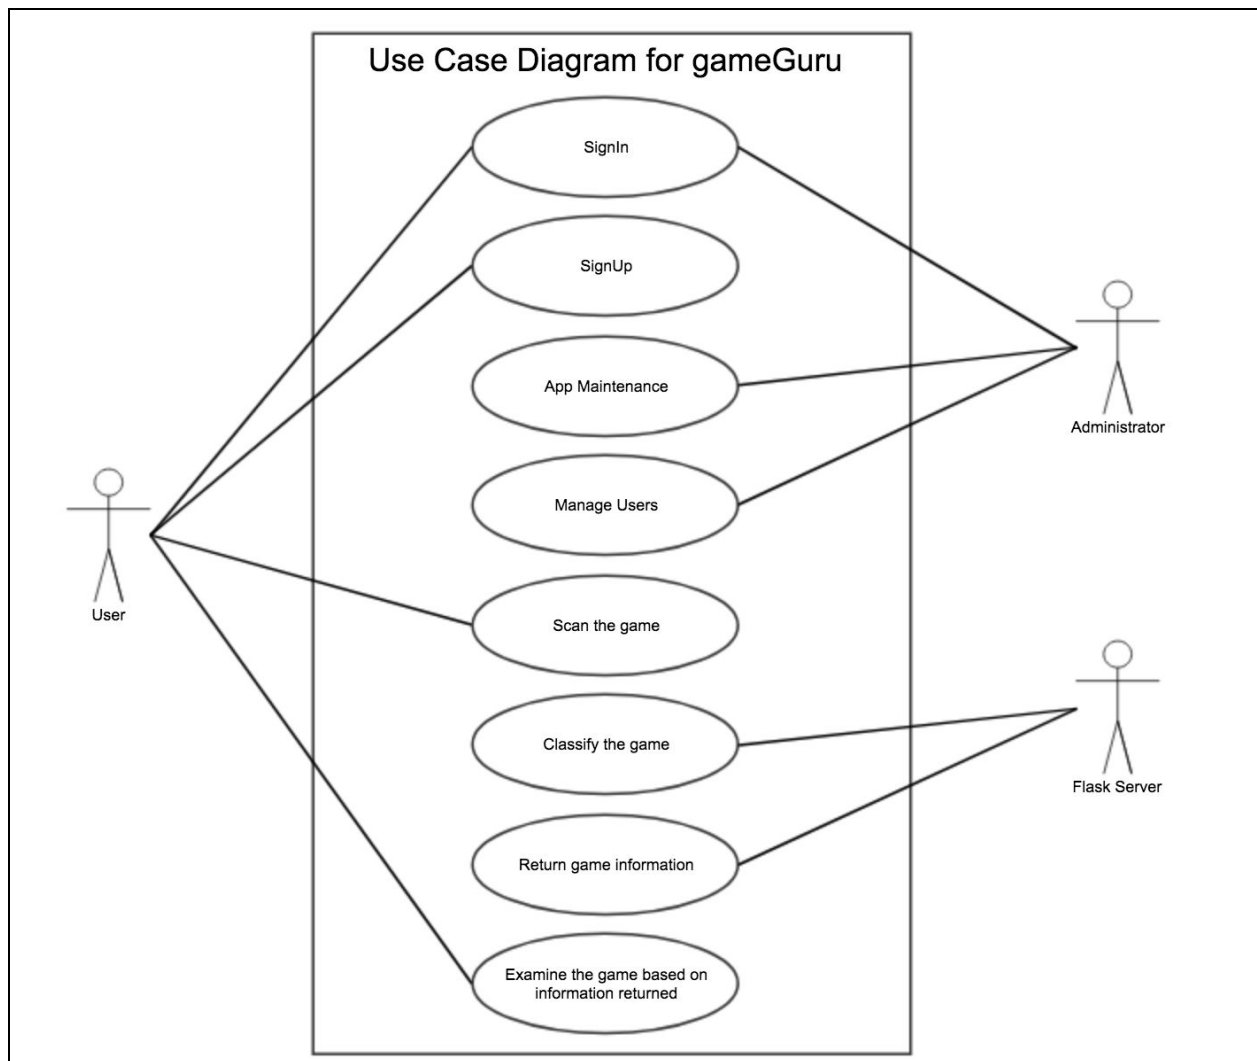 Use Case Diagram for gameGuru
SignIn
SignUp
App Maintenance
Administrator
Manage Users
User
Scan the game
Classify the game
Flask Server
Return game information
Examine the game based on
information returned